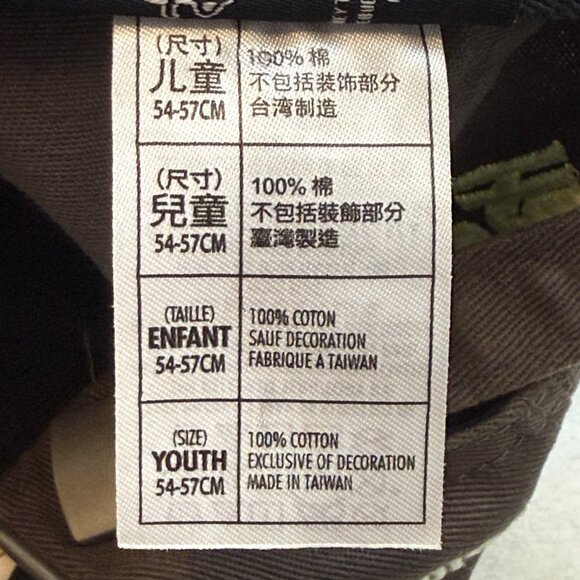 (尺寸)
儿童
54-57CM
100% 棉
不包括装饰部分
台湾制造
(尺寸)
兒童
54-57CM
100% 棉
不包括裝飾部分
臺灣製造
(TAILLE)
ENFANT
54-57CM
100% COTON
SAUF DECORATION
FABRIQUE A TAIWAN
(SIZE)
YOUTH
54-57CM
100% COTTON
EXCLUSIVE OF DECORATION
MADE IN TAIWAN